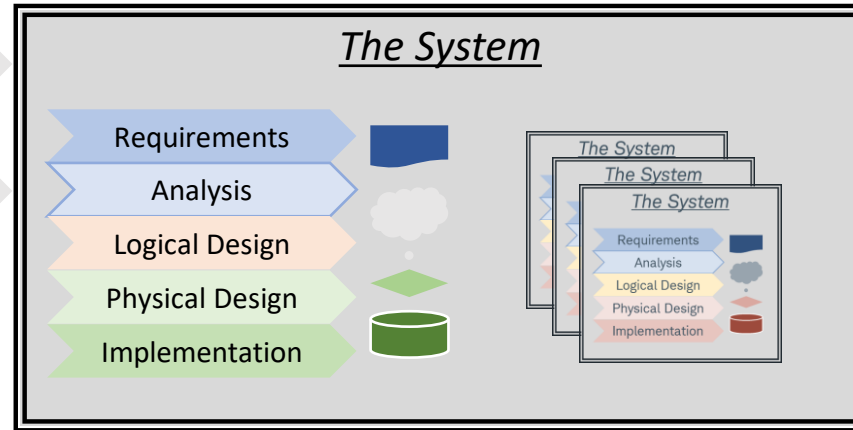 The System
Requirements
Analysis
Logical Design
Physical Design
Implementation
The System
The System
The System
Requirements
Analysis
Logical Design
Physical Design
Implementation